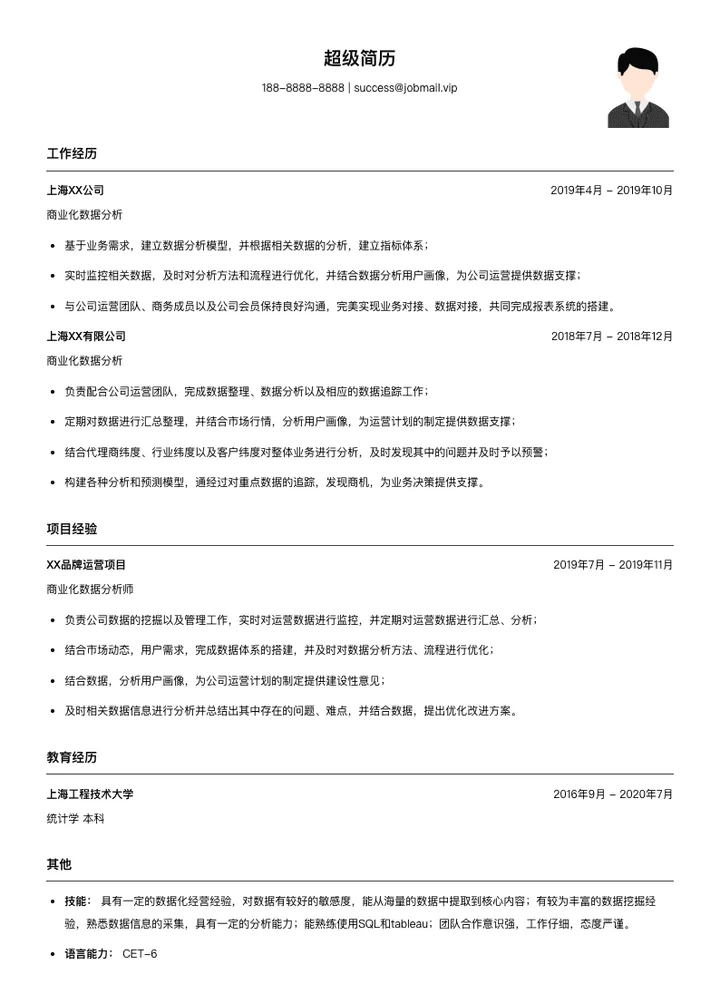 超级简历
188-8888-8888 | success@jobmail.vip
工作经历
上海XX公司 2019年4月 - 2019年10月
商业化数据分析
• 基于业务需求，建立数据分析模型，并根据相关数据的分析，建立指标体系；
• 实时监控相关数据，及时对分析方法和流程进行优化，并结合数据分析用户画像，为公司运营提供数据支撑；
• 与公司运营团队、商务成员以及公司会员保持良好沟通，完美实现业务对接、数据对接，共同完成报表系统的搭建。
上海XX有限公司 2018年7月 - 2018年12月
商业化数据分析
• 负责配合公司运营团队，完成数据整理、数据分析以及相应的数据追踪工作；
• 定期对数据进行汇总整理，并结合市场行情，分析用户画像，为运营计划的制定提供数据支撑；
• 结合代理商纬度、行业纬度以及客户纬度对整体业务进行分析，及时发现其中的问题并及时予以预警；
• 构建各种分析和预测模型，通经过对重点数据的追踪，发现商机，为业务决策提供支撑。
项目经验
XX品牌运营项目 2019年7月 - 2019年11月
商业化数据分析师
• 负责公司数据的挖掘以及管理工作，实时对运营数据进行监控，并定期对运营数据进行汇总、分析；
• 结合市场动态，用户需求，完成数据体系的搭建，并及时对数据分析方法、流程进行优化；
• 结合数据，分析用户画像，为公司运营计划的制定提供建设性意见；
• 及时相关数据信息进行分析并总结出其中存在的问题、难点，并结合数据，提出优化改进方案。
教育经历
上海工程技术大学 2016年9月 - 2020年7月
统计学 本科
其他
• 技能： 具有一定的数据化经营经验，对数据有较好的敏感度，能从海量的数据中提取到核心内容；有较为丰富的数据挖掘经
验，熟悉数据信息的采集，具有一定的分析能力；能熟练使用SQL和tableau；团队合作意识强，工作仔细，态度严谨。
• 语言能力： CET-6